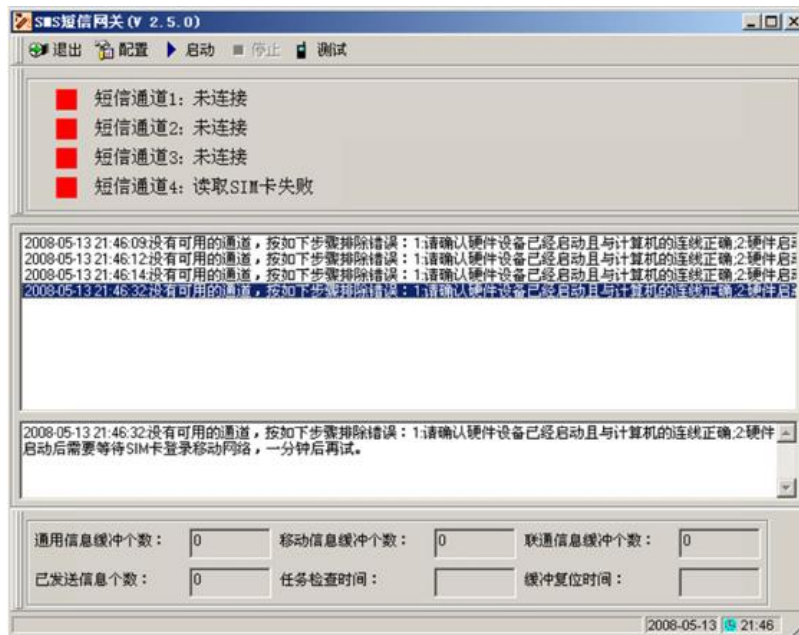 SMS短信网关(V 2.5.0)
退出 配置 启动 停止 测试
短信通道1: 未连接
短信通道2: 未连接
短信通道3: 未连接
短信通道4: 读取SIM卡失败
2008-05-13 21:46:09:没有可用的通道，按如下步骤排除错误：1:请确认硬件设备已经启动且与计算机的连线正确;2:硬件启
2008-05-13 21:46:12:没有可用的通道，按如下步骤排除错误：1:请确认硬件设备已经启动且与计算机的连线正确;2:硬件启
2008-05-13 21:46:14:没有可用的通道，按如下步骤排除错误：1:请确认硬件设备已经启动且与计算机的连线正确;2:硬件启
2008-05-13 21:46:32:没有可用的通道，按如下步骤排除错误：1:请确认硬件设备已经启动且与计算机的连线正确;2:硬件启
2008-05-13 21:46:32:没有可用的通道，按如下步骤排除错误：1:请确认硬件设备已经启动且与计算机的连线正确;2:硬件
启动后需要等待SIM卡登录移动网络，一分钟后再试。
通用信息缓冲个数： 0 移动信息缓冲个数： 0 联通信息缓冲个数： 0
已发送信息个数： 0 任务检查时间： 缓冲复位时间：
2008-05-13 21:46